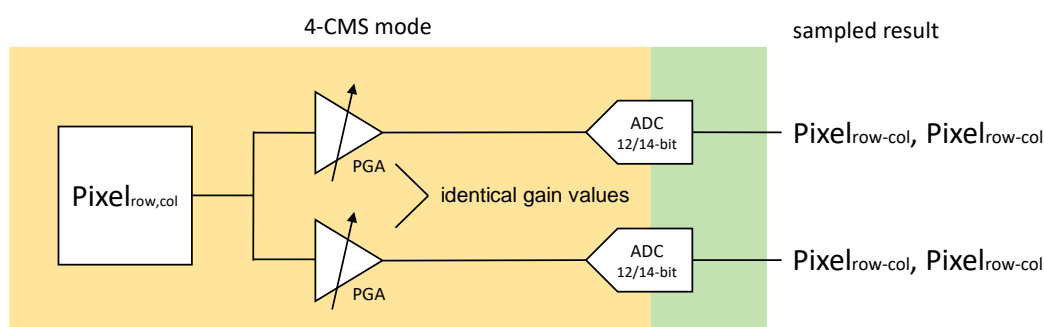 4-CMS mode
sampled result
ADC
12/14-bit
Pixelrow-col, Pixelrow-col
PGA
Pixelrow,col
identical gain values
ADC
12/14-bit
Pixelrow-col, Pixelrow-col
PGA